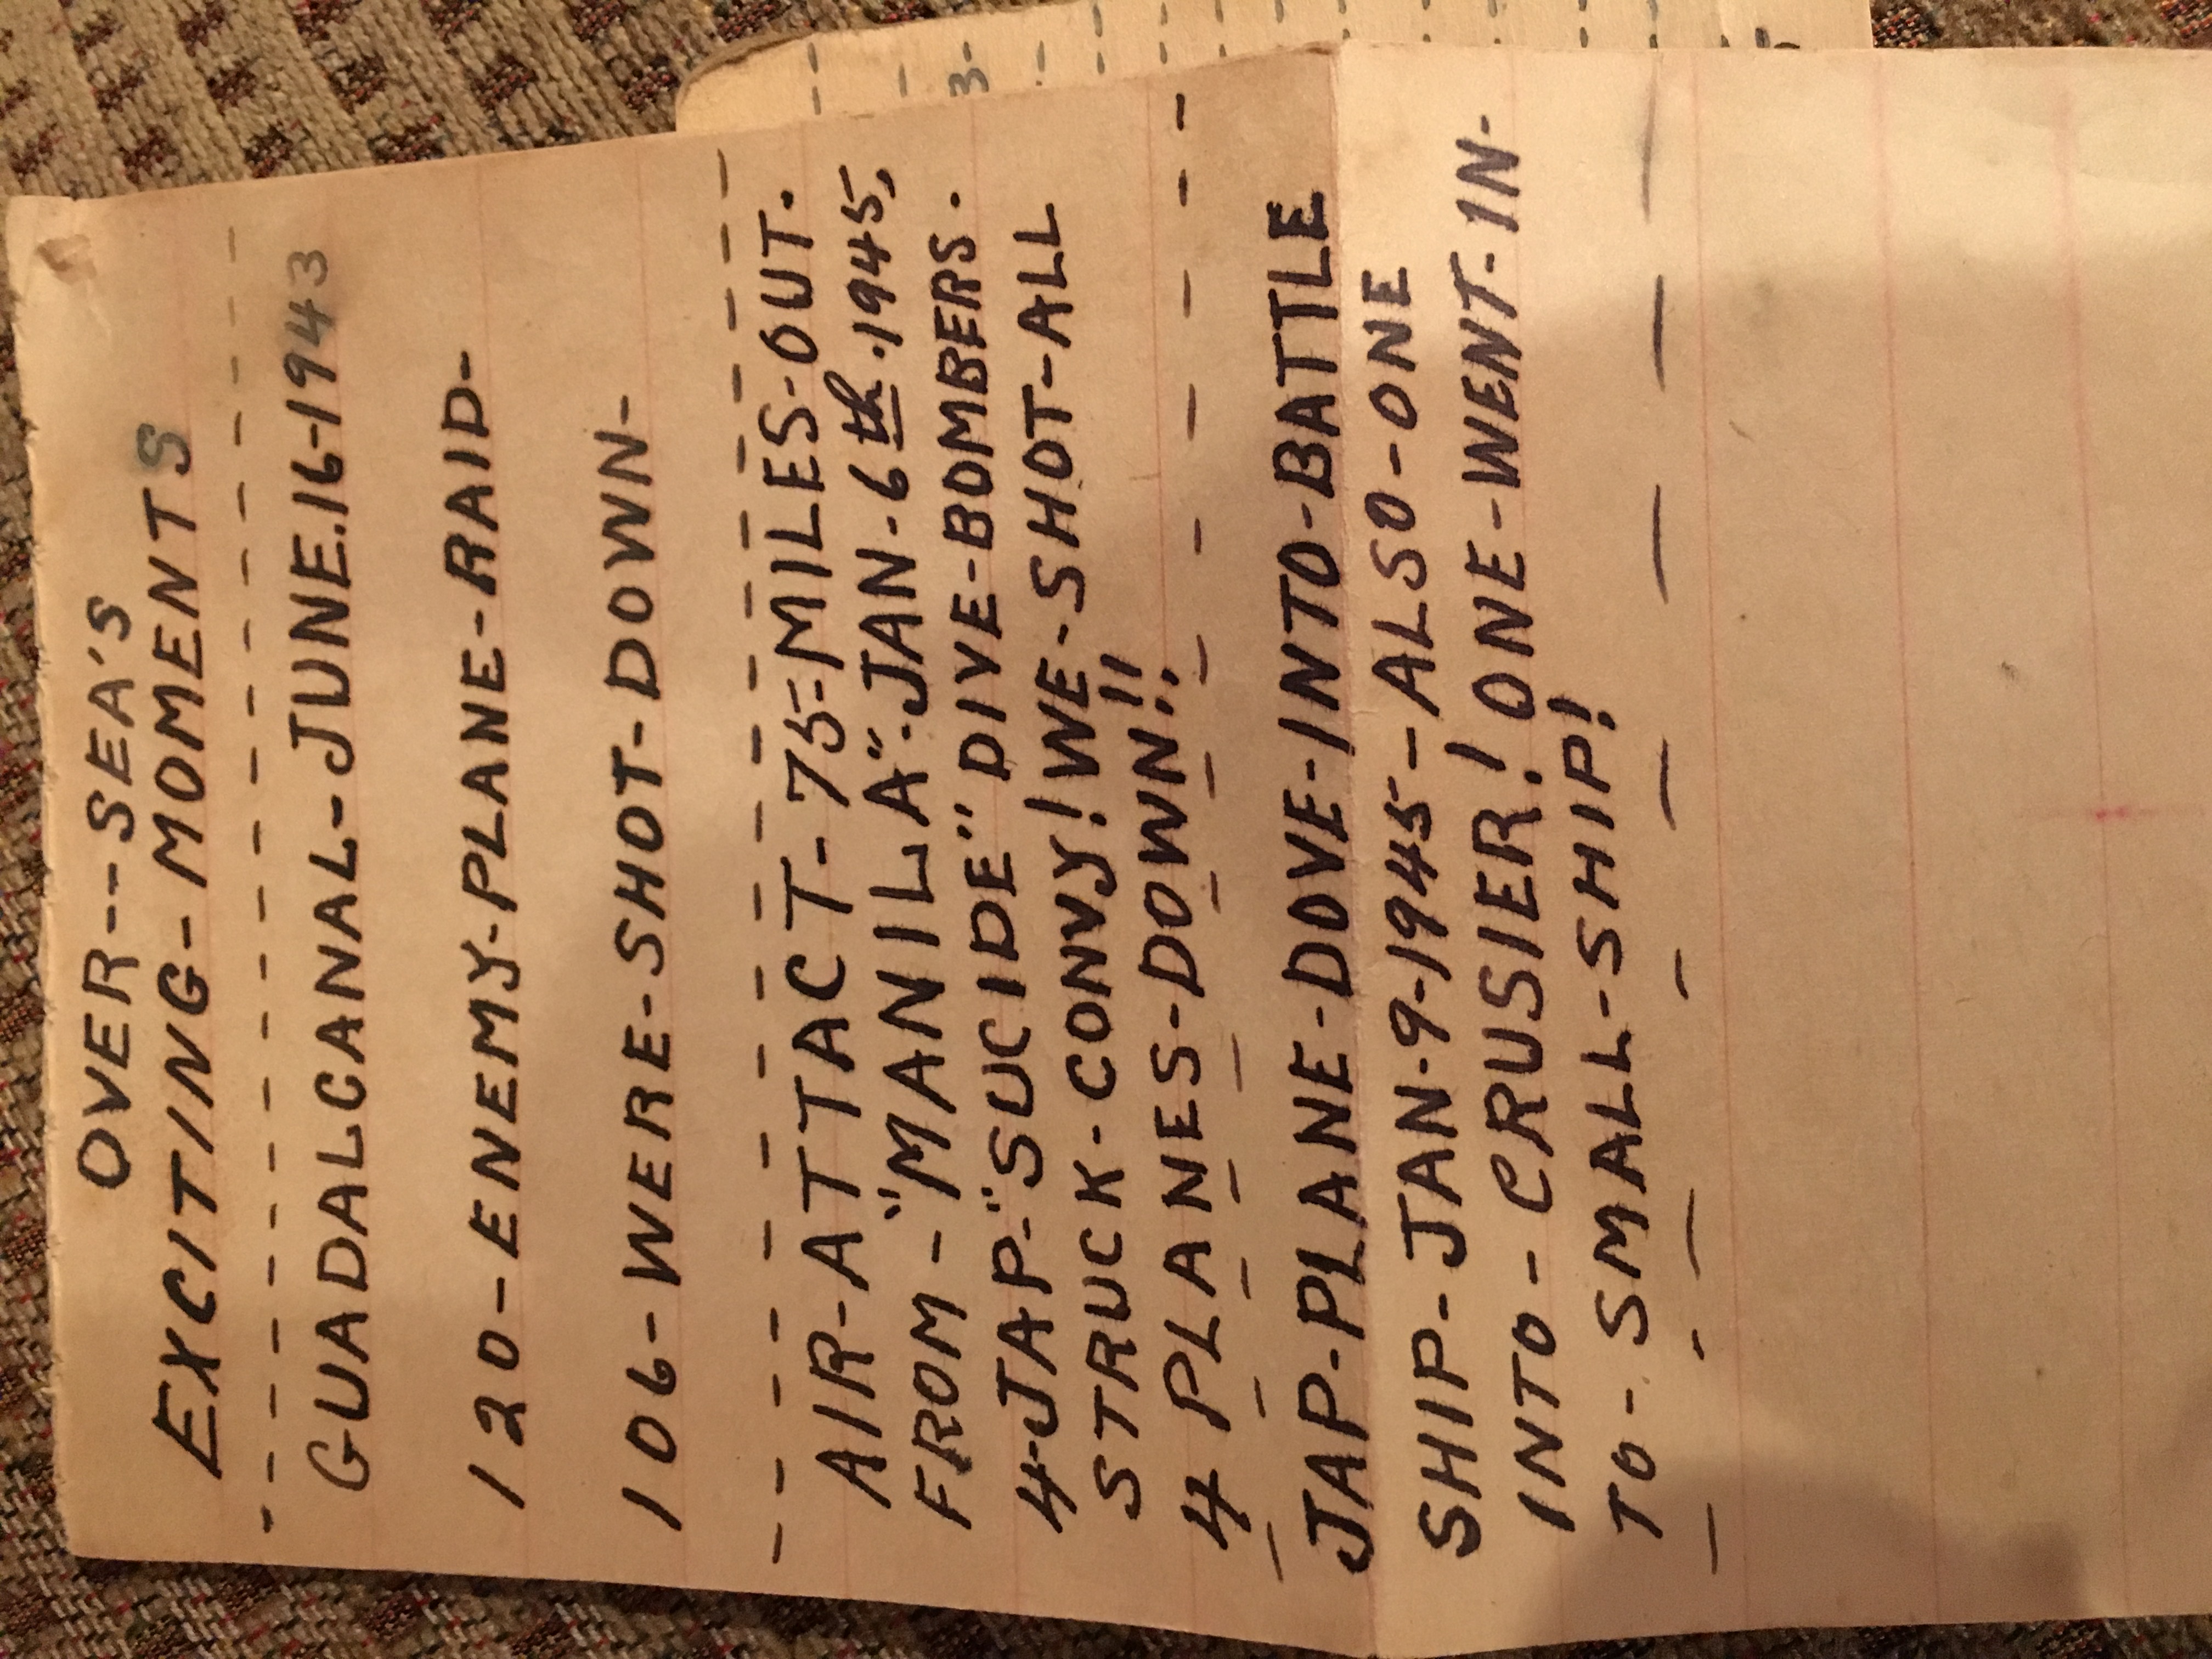 OVER--SEA'S
EXCITING-MOMENTS
GUADALCANAL-JUNE.16-1943
120-ENEMY-PLANE-RAID-
106-WERE-SHOT-DOWN-
AIR-ATTACT-75-MILES-OUT.
FROM-"MANILA"-JAN-6th.1945,
4-JAP-"SUCIDE" DIVE-BOMBERS.
STRUCK-CONVY! WE-SHOT-ALL
4 PLANES-DOWN!!
JAP-PLANE-DOVE-INTO-BATTLE
SHIP-JAN-9-1945-ALSO-ONE
INTO-CRUSIER! ONE-WENT-IN-
TO-SMALL-SHIP!
3-